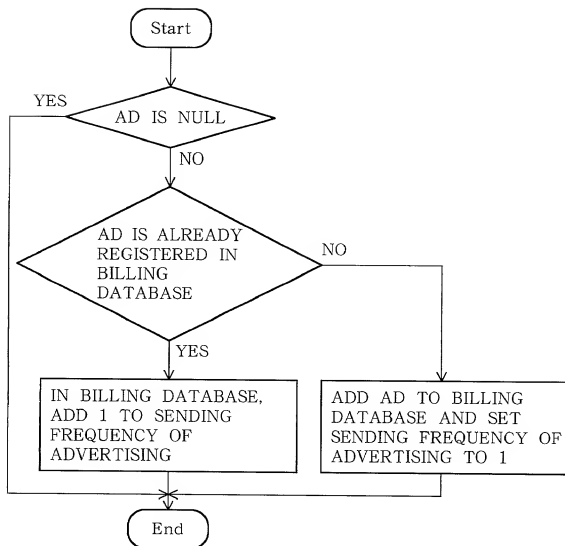 Start
YES
AD IS NULL
NO
AD IS ALREADY
REGISTERED IN
BILLING
DATABASE
NO
YES
IN BILLING DATABASE,
ADD 1 TO SENDING
FREQUENCY OF
ADVERTISING
ADD AD TO BILLING
DATABASE AND SET
SENDING FREQUENCY OF
ADVERTISING TO 1
End